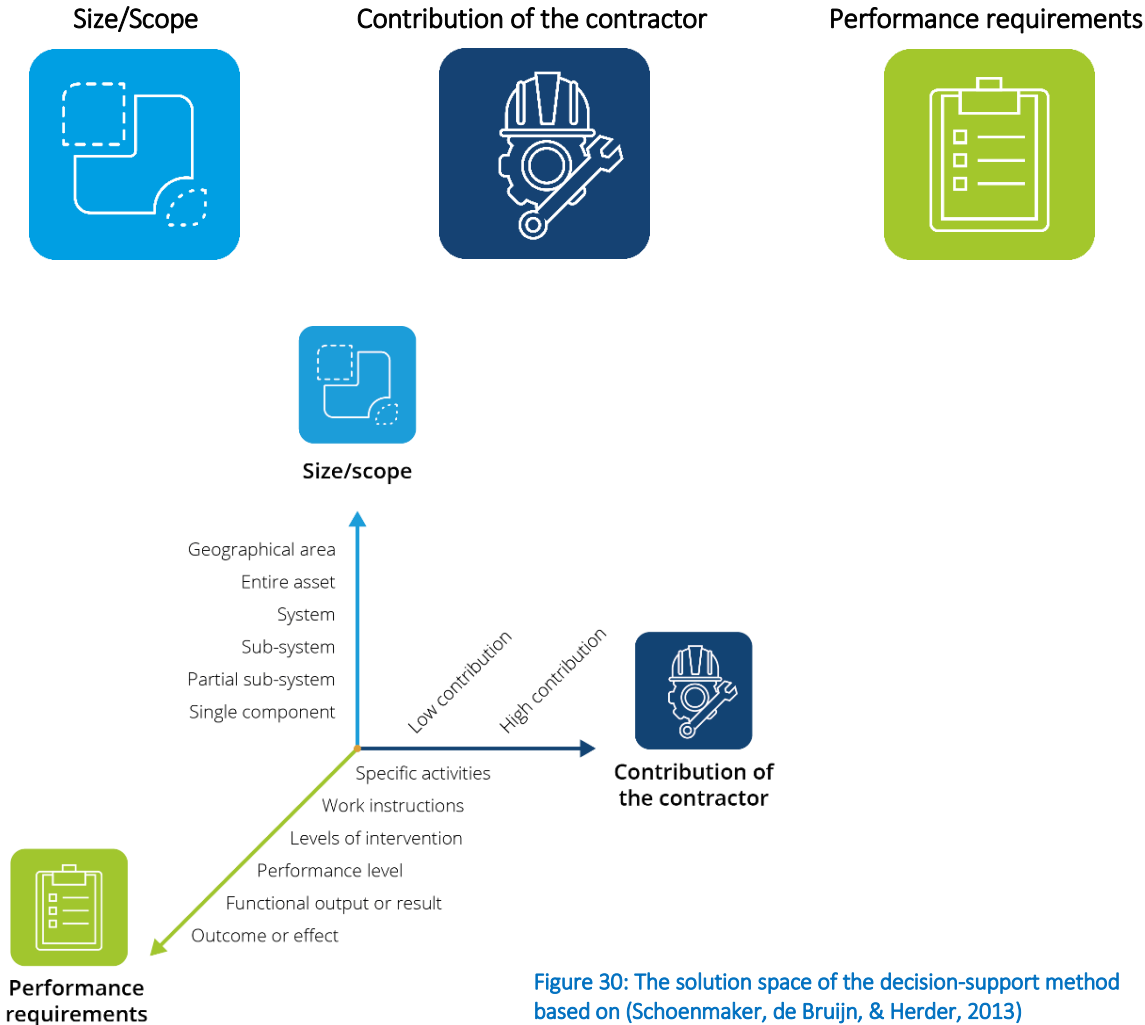 Size/Scope
Contribution of the contractor
Performance requirements
Size/scope
Geographical area
Entire asset
System
Sub-system
Partial sub-system
Single component
Low contribution
High contribution
Contribution of
the contractor
Specific activities
Work instructions
Levels of intervention
Performance level
Functional output or result
Outcome or effect
Performance
requirements
Figure 30: The solution space of the decision-support method
based on (Schoenmaker, de Bruijn, & Herder, 2013)